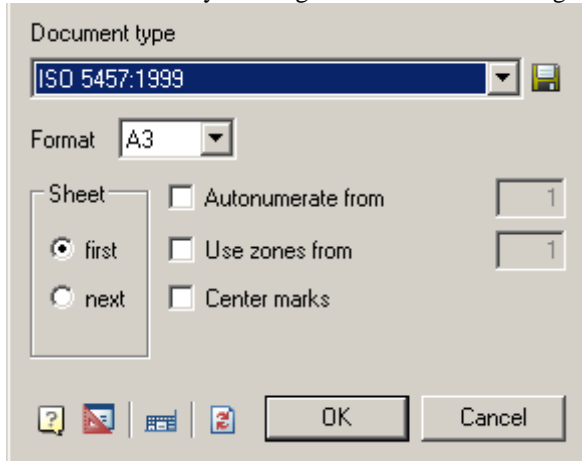 Document type
ISO 5457:1999
Format A3
Sheet
Autonumerate from 1
first
Use zones from 1
next
Center marks
OK Cancel